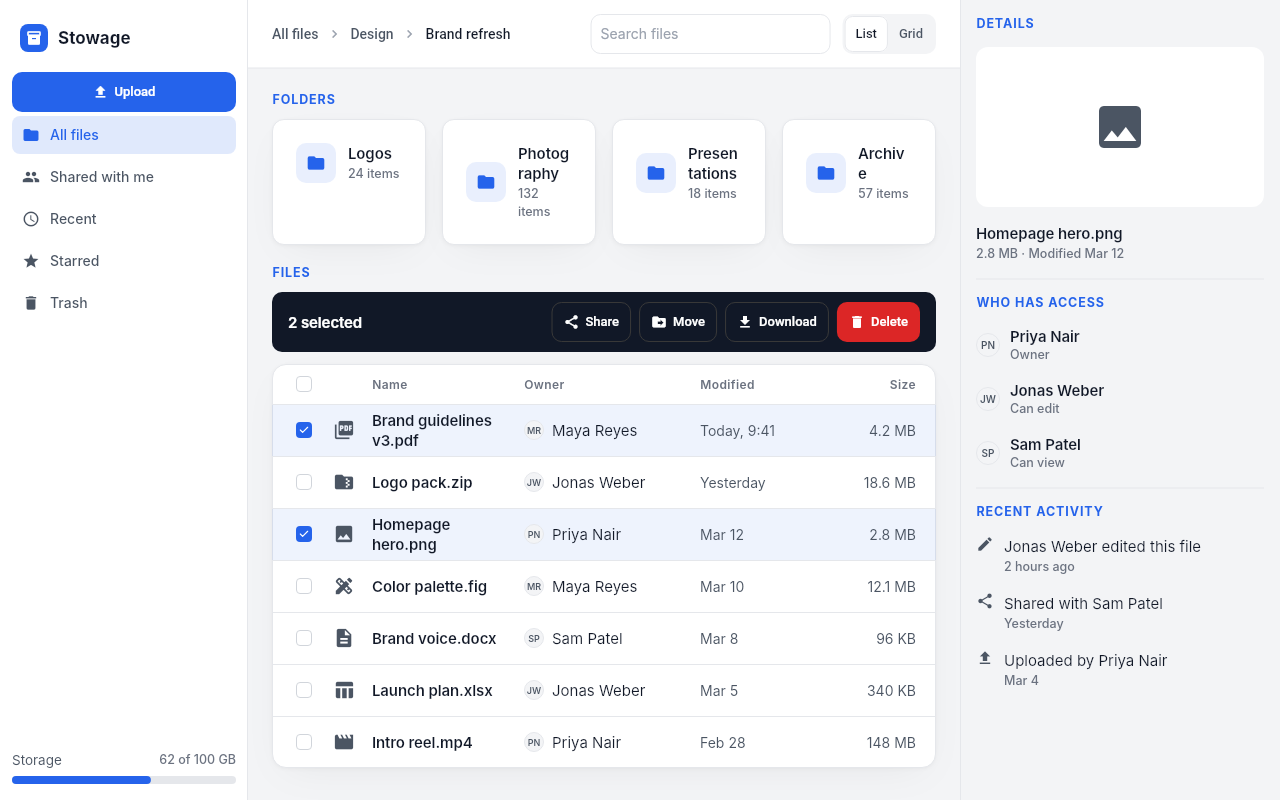 Stowage
Upload
All files
Shared with me
Recent
Starred
Trash
Storage 62 of 100 GB
All files Design Brand refresh
Search files
List Grid
FOLDERS
Logos
24 items
Photog
raphy
132
items
Presen
tations
18 items
Archiv
e
57 items
FILES
2 selected
Share Move Download Delete
Name Owner Modified Size
Brand guidelines
v3.pdf
MR Maya Reyes Today, 9:41 4.2 MB
Logo pack.zip JW Jonas Weber Yesterday 18.6 MB
Homepage
hero.png
PN Priya Nair Mar 12 2.8 MB
Color palette.fig MR Maya Reyes Mar 10 12.1 MB
Brand voice.docx SP Sam Patel Mar 8 96 KB
Launch plan.xlsx JW Jonas Weber Mar 5 340 KB
Intro reel.mp4 PN Priya Nair Feb 28 148 MB
DETAILS
Homepage hero.png
2.8 MB · Modified Mar 12
WHO HAS ACCESS
PN Priya Nair
Owner
JW Jonas Weber
Can edit
SP Sam Patel
Can view
RECENT ACTIVITY
Jonas Weber edited this file
2 hours ago
Shared with Sam Patel
Yesterday
Uploaded by Priya Nair
Mar 4